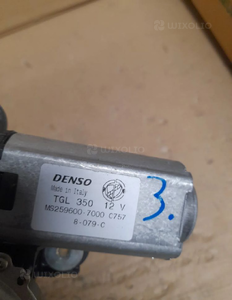 DENSO
Made in Italy
TGL 350 12 V
MS259600-7000 C757
8-079-C
3.